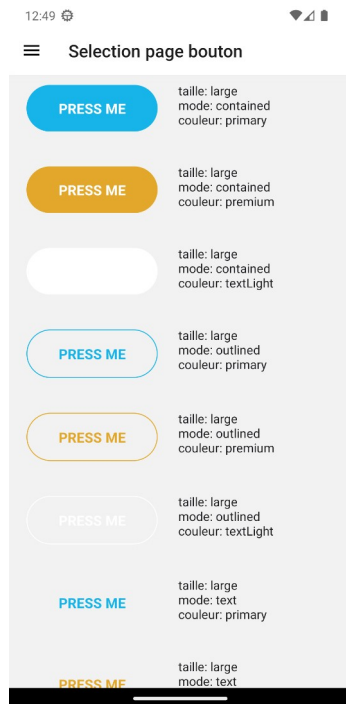 12:49
Selection page bouton
PRESS ME
taille: large
mode: contained
couleur: primary
PRESS ME
taille: large
mode: contained
couleur: premium
taille: large
mode: contained
couleur: textLight
PRESS ME
taille: large
mode: outlined
couleur: primary
PRESS ME
taille: large
mode: outlined
couleur: premium
PRESS ME
taille: large
mode: outlined
couleur: textLight
PRESS ME
taille: large
mode: text
couleur: primary
PRESS ME
taille: large
mode: text